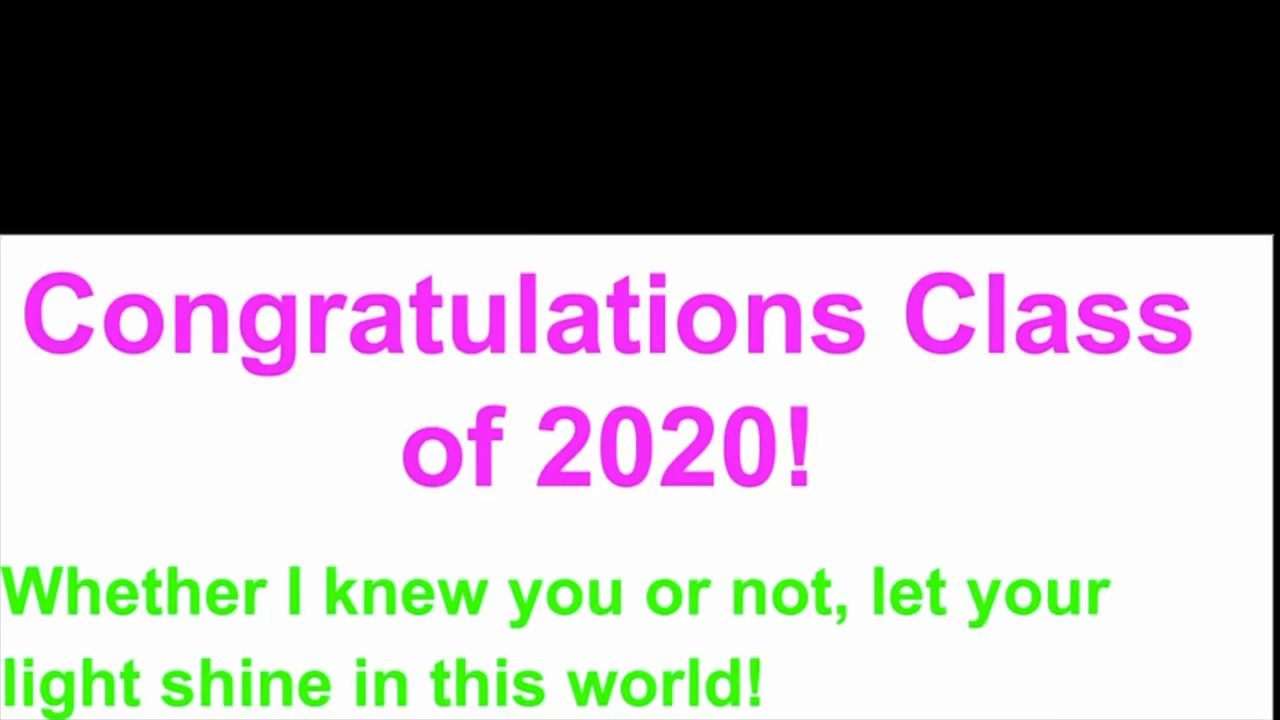 Congratulations Class
of 2020!
Whether I knew you or not, let your
light shine in this world!